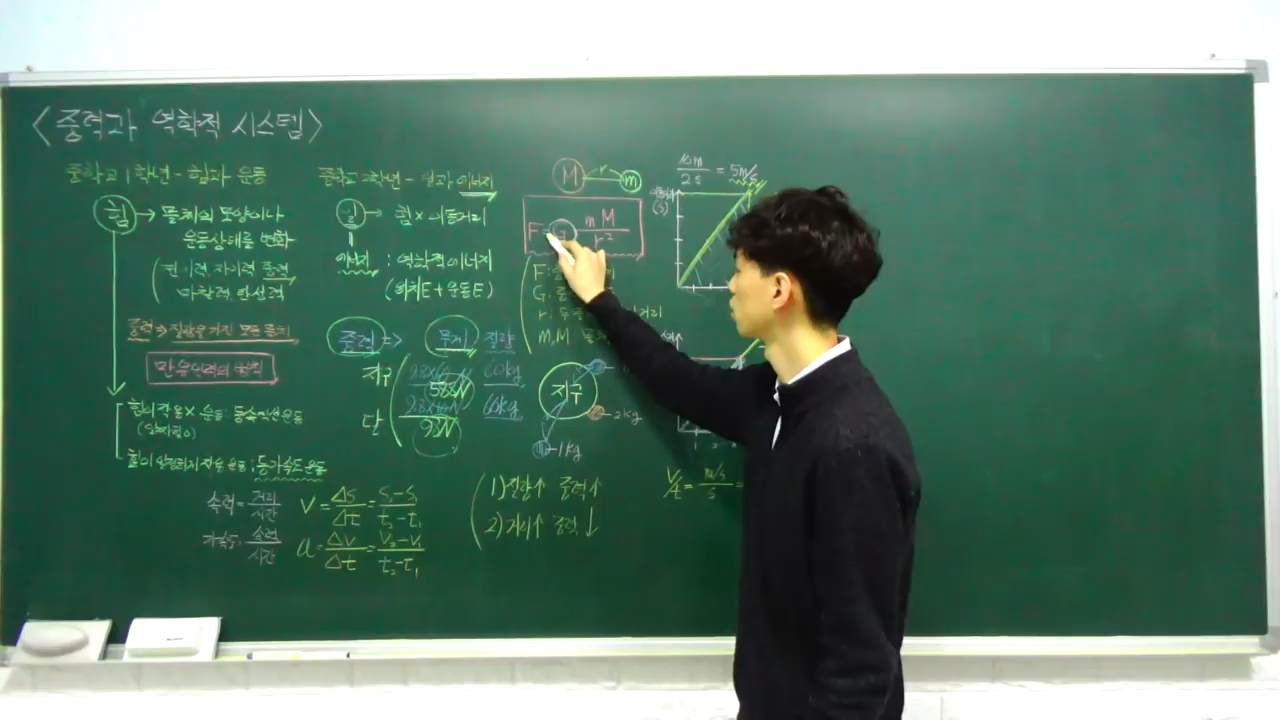 <중력과 역학적 시스템>
중학교 1학년 - 힘과 운동
힘 → 물체의 모양이나
운동상태를 변화
탄성력 자기력 중력
마찰력 전기력
중력 → 질량을 가진 모든 물체
만유인력의 법칙
힘이 작용 X 운동: 등속직선운동
힘이 일정하게 작용 운동: 등가속도 운동
속력 = 거리/시간 V = ΔS/Δt = S₂-S₁/t₂-t₁
가속도 = 속력/시간 a = ΔV/Δt = V₂-V₁/t₂-t₁
중학교 2학년 - 일과 에너지
일 → 힘 × 이동거리
에너지 : 역학적에너지
(위치E + 운동E)
중력 => 무게 질량
지구 588N 60kg
달 98N 60kg
M r m
F = G mM/r²
F:
G:
r: 거리
m, M
지구
2kg
1kg
1) 질량↑ 중력↑
2) 거리↑ 중력↓
10m/2s = 5m/s
(s)
V/t = m/s/s =